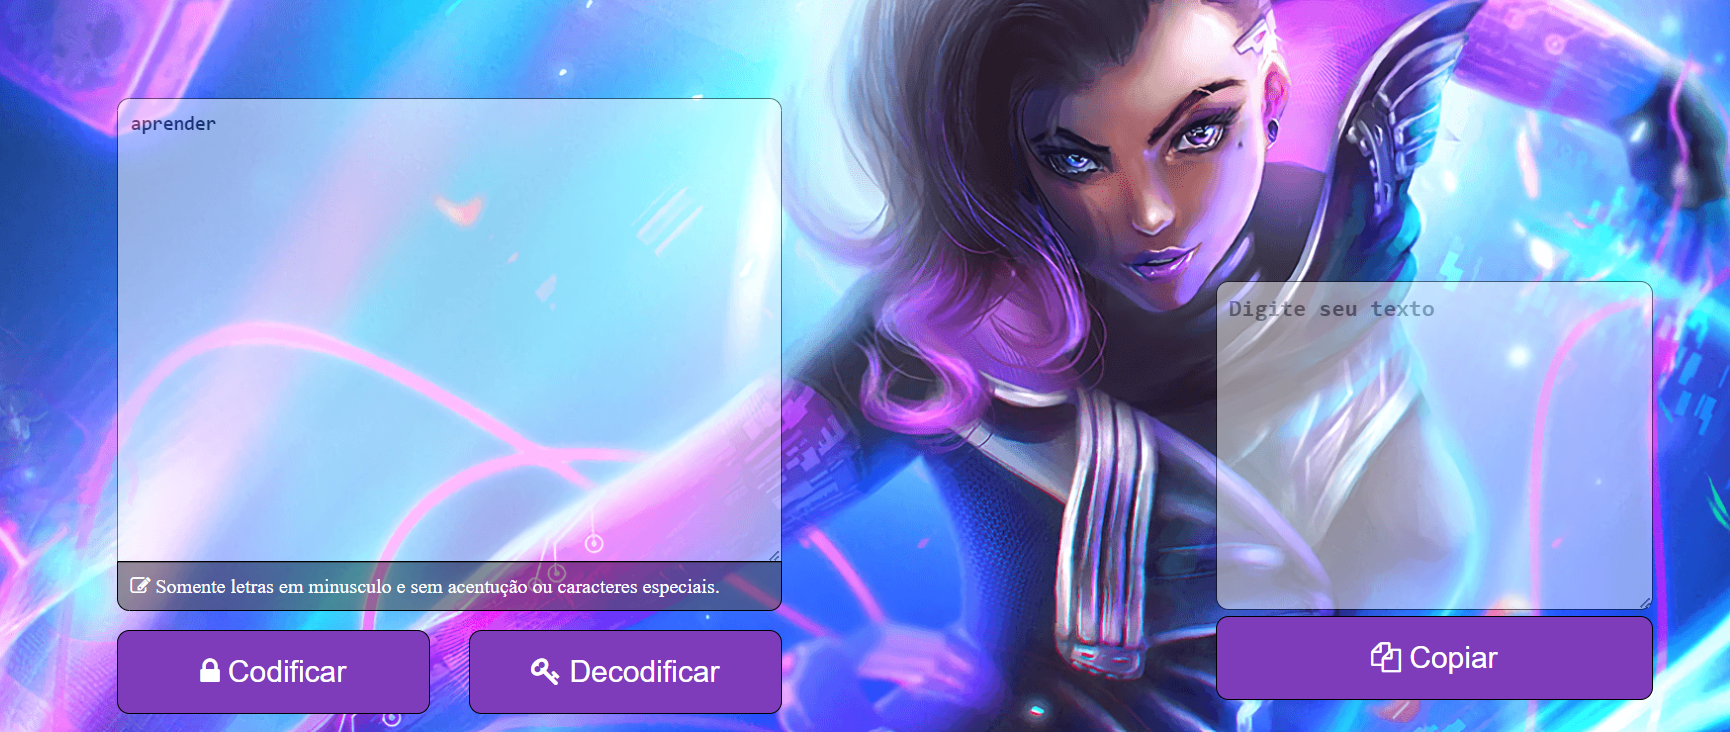 aprender
Digite seu texto
Somente letras em minusculo e sem acentução ou caracteres especiais.
Codificar
Decodificar
Copiar